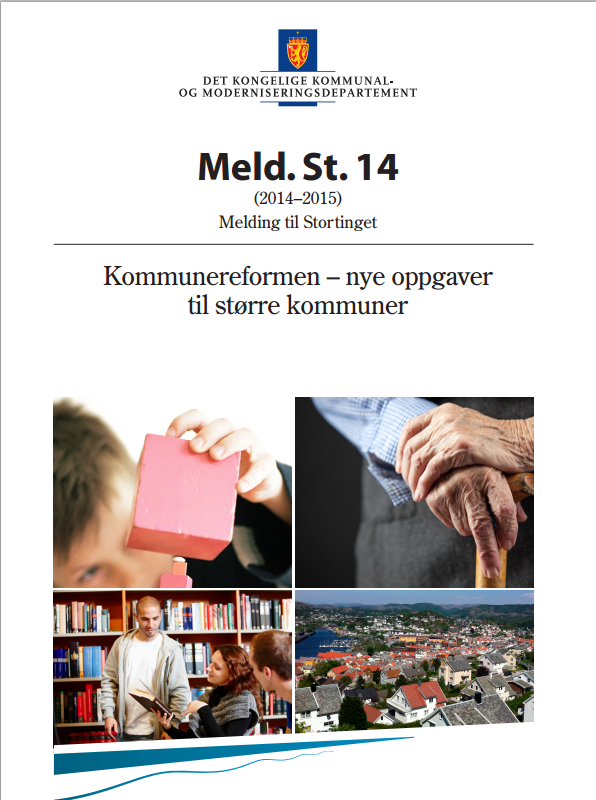 DET KONGELIGE KOMMUNAL-
OG MODERNISERINGSDEPARTEMENT
Meld. St. 14
(2014–2015)
Melding til Stortinget
Kommunereformen – nye oppgaver
til større kommuner